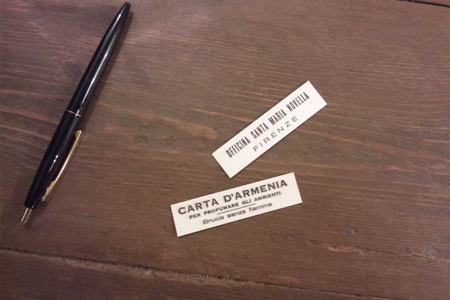 OFFICINA SANTA MARIA NOVELLA
FIRENZE
CARTA D'ARMENIA
PER PROFUMARE GLI AMBIENTI
Brucia senza fiamma